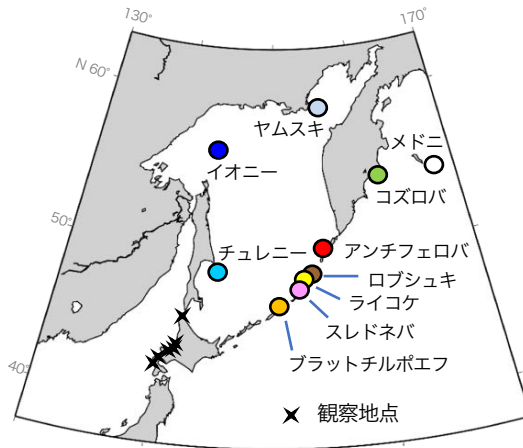 130°
170°
N 60°
ヤムスキ
メドニ
イオニー
コズロバ
50°
チュレニー
アンチフェロバ
ロブシュキ
ライコケ
スレドネバ
ブラットチルポエフ
40°
観察地点